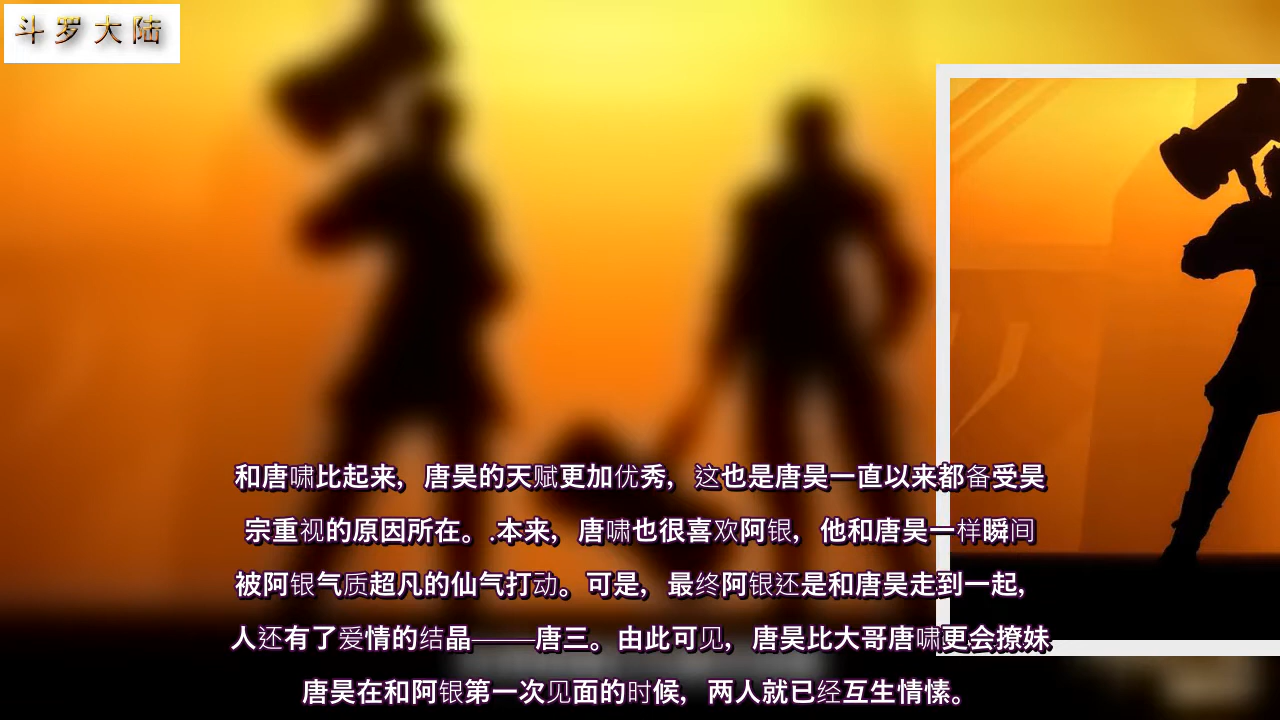 斗罗大陆
和唐啸比起来，唐昊的天赋更加优秀，这也是唐昊一直以来都备受昊
宗重视的原因所在。.本来，唐啸也很喜欢阿银，他和唐昊一样瞬间
被阿银气质超凡的仙气打动。可是，最终阿银还是和唐昊走到一起，
人还有了爱情的结晶——唐三。由此可见，唐昊比大哥唐啸更会撩妹
唐昊在和阿银第一次见面的时候，两人就已经互生情愫。